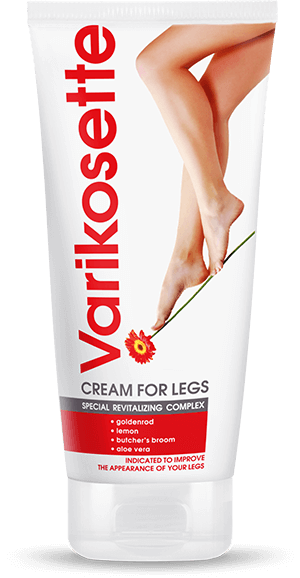 Varikosette
CREAM FOR LEGS
SPECIAL REVITALIZING COMPLEX
• goldenrod
• lemon
• butcher's broom
• aloe vera
INDICATED TO IMPROVE
THE APPEARANCE OF YOUR LEGS